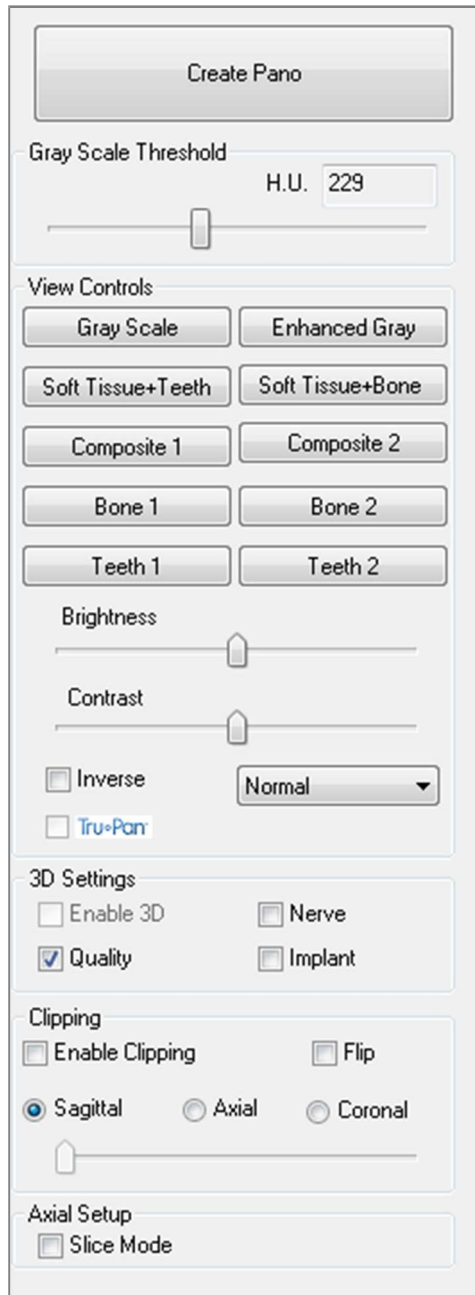 Create Pano
Gray Scale Threshold
H.U. 229
View Controls
Gray Scale Enhanced Gray
Soft Tissue+Teeth Soft Tissue+Bone
Composite 1 Composite 2
Bone 1 Bone 2
Teeth 1 Teeth 2
Brightness
Contrast
Inverse Normal
Tru•Pan™
3D Settings
Enable 3D Nerve
Quality Implant
Clipping
Enable Clipping Flip
Sagittal Axial Coronal
Axial Setup
Slice Mode